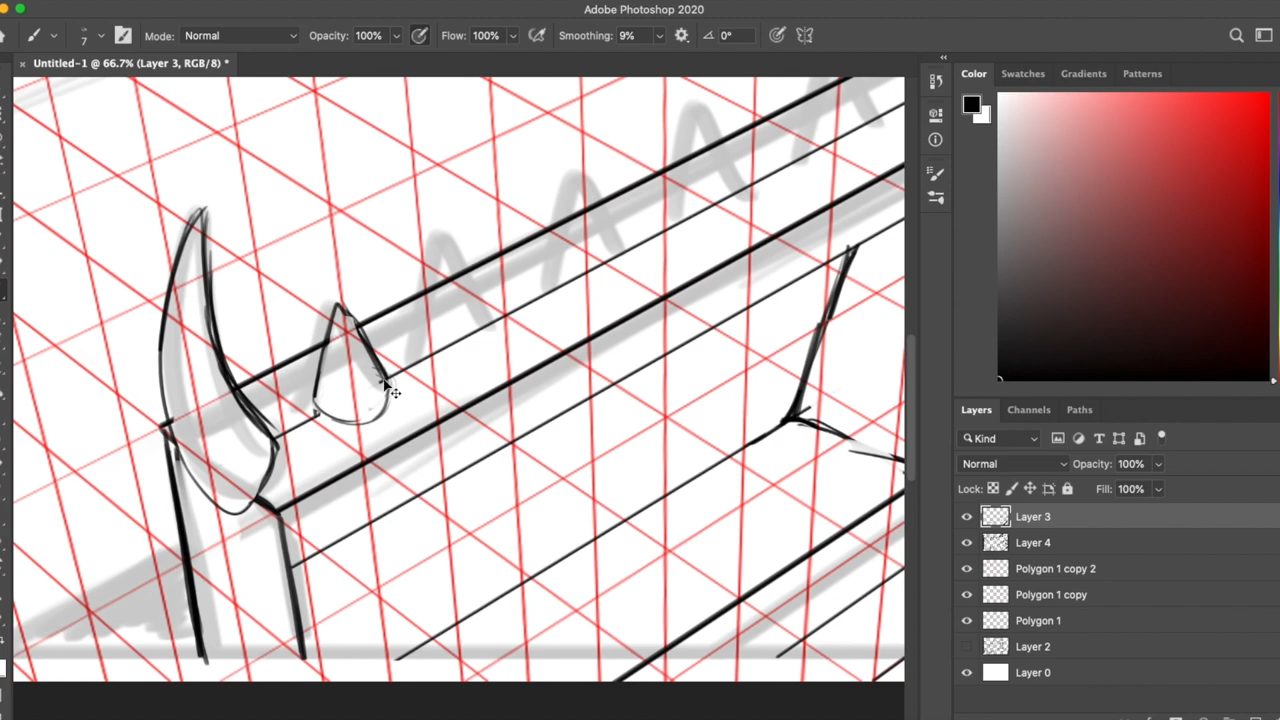 Adobe Photoshop 2020
7 Mode: Normal Opacity: 100% Flow: 100% Smoothing: 9% 0°
× Untitled-1 @ 66.7% (Layer 3, RGB/8) *
Color Swatches Gradients Patterns
Layers Channels Paths
Kind
Normal Opacity: 100%
Lock: Fill: 100%
Layer 3
Layer 4
Polygon 1 copy 2
Polygon 1 copy
Polygon 1
Layer 2
Layer 0